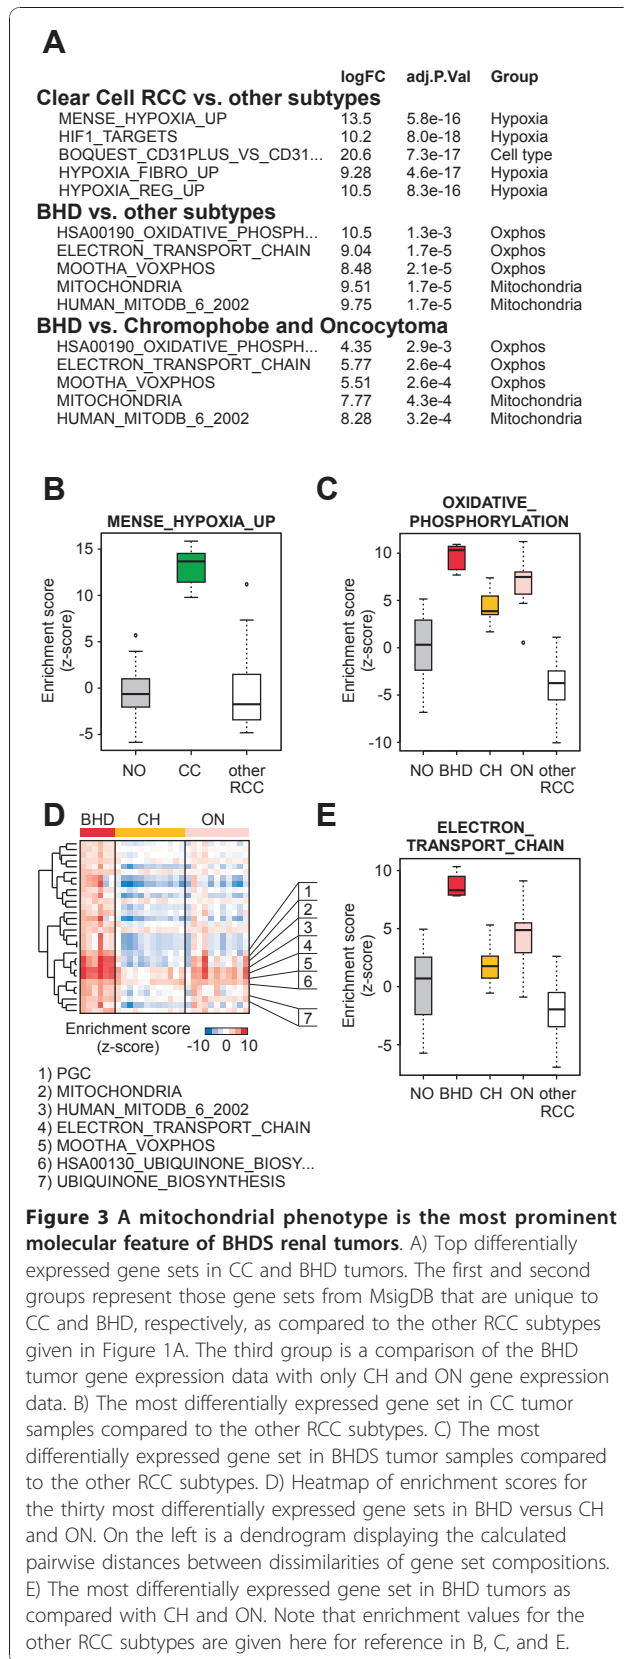 A
logFC adj.P.Val Group
Clear Cell RCC vs. other subtypes
MENSE_HYPOXIA_UP 13.5 5.8e-16 Hypoxia
HIF1_TARGETS 10.2 8.0e-18 Hypoxia
BOQUEST_CD31PLUS_VS_CD31... 20.6 7.3e-17 Cell type
HYPOXIA_FIBRO_UP 9.28 4.6e-17 Hypoxia
HYPOXIA_REG_UP 10.5 8.3e-16 Hypoxia
BHD vs. other subtypes
HSA00190_OXIDATIVE_PHOSPH... 10.5 1.3e-3 Oxphos
ELECTRON_TRANSPORT_CHAIN 9.04 1.7e-5 Oxphos
MOOTHA_VOXPHOS 8.48 2.1e-5 Oxphos
MITOCHONDRIA 9.51 1.7e-5 Mitochondria
HUMAN_MITODB_6_2002 9.75 1.7e-5 Mitochondria
BHD vs. Chromophobe and Oncocytoma
HSA00190_OXIDATIVE_PHOSPH... 4.35 2.9e-3 Oxphos
ELECTRON_TRANSPORT_CHAIN 5.77 2.6e-4 Oxphos
MOOTHA_VOXPHOS 5.51 2.6e-4 Oxphos
MITOCHONDRIA 7.77 4.3e-4 Mitochondria
HUMAN_MITODB_6_2002 8.28 3.2e-4 Mitochondria
B
MENSE_HYPOXIA_UP
Enrichment score
(z-score)
15
10
5
0
-5
NO CC other
RCC
C
OXIDATIVE_
PHOSPHORYLATION
Enrichment score
(z-score)
10
5
0
-5
-10
NO BHD CH ON other
RCC
D
BHD CH ON
1
2
3
4
5
6
7
Enrichment score
(z-score)
-10 0 10
1) PGC
2) MITOCHONDRIA
3) HUMAN_MITODB_6_2002
4) ELECTRON_TRANSPORT_CHAIN
5) MOOTHA_VOXPHOS
6) HSA00130_UBIQUINONE_BIOSY...
7) UBIQUINONE_BIOSYNTHESIS
E
ELECTRON_
TRANSPORT_CHAIN
Enrichment score
(z-score)
10
5
0
-5
NO BHD CH ON other
RCC
Figure 3 A mitochondrial phenotype is the most prominent
molecular feature of BHDS renal tumors. A) Top differentially
expressed gene sets in CC and BHD tumors. The first and second
groups represent those gene sets from MsigDB that are unique to
CC and BHD, respectively, as compared to the other RCC subtypes
given in Figure 1A. The third group is a comparison of the BHD
tumor gene expression data with only CH and ON gene expression
data. B) The most differentially expressed gene set in CC tumor
samples compared to the other RCC subtypes. C) The most
differentially expressed gene set in BHDS tumor samples compared
to the other RCC subtypes. D) Heatmap of enrichment scores for
the thirty most differentially expressed gene sets in BHD versus CH
and ON. On the left is a dendrogram displaying the calculated
pairwise distances between dissimilarities of gene set compositions.
E) The most differentially expressed gene set in BHD tumors as
compared with CH and ON. Note that enrichment values for the
other RCC subtypes are given here for reference in B, C, and E.